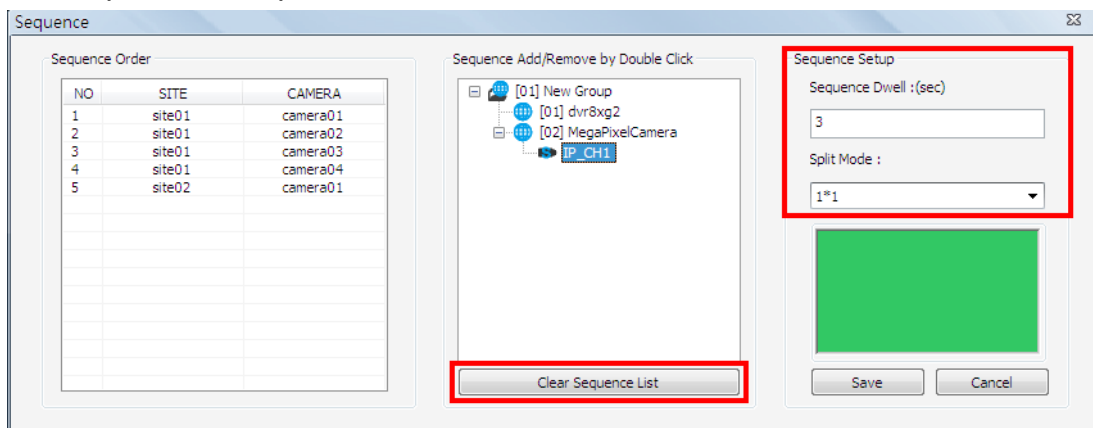 Sequence
Sequence Order
NO SITE CAMERA
1 site01 camera01
2 site01 camera02
3 site01 camera03
4 site01 camera04
5 site02 camera01
Sequence Add/Remove by Double Click
[01] New Group
[01] dvr8xg2
[02] MegaPixelCamera
IP_CH1
Clear Sequence List
Sequence Setup
Sequence Dwell :(sec)
3
Split Mode :
1*1
Save Cancel